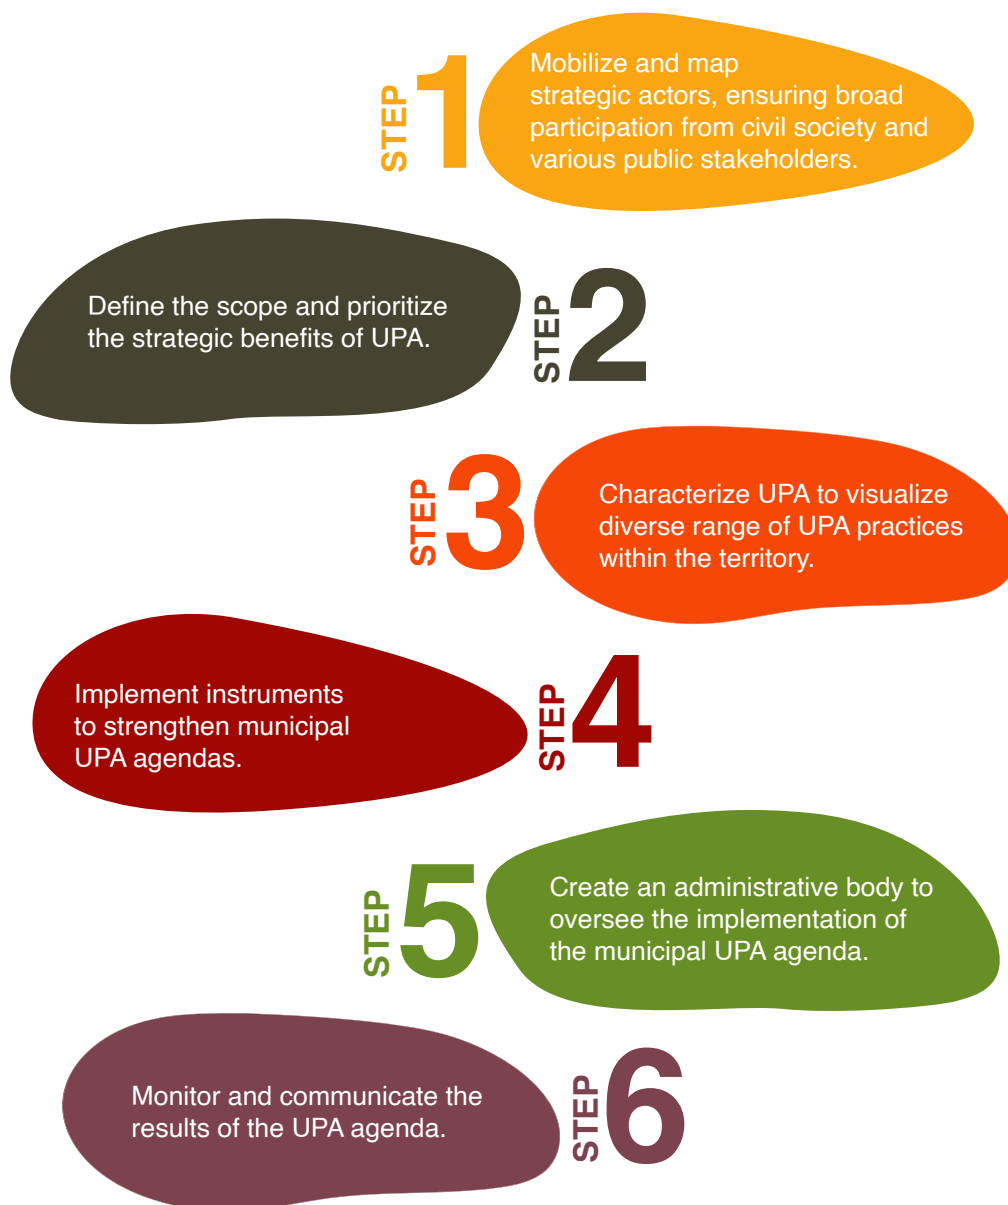 STEP 1
Mobilize and map
strategic actors, ensuring broad
participation from civil society and
various public stakeholders.
Define the scope and prioritize
the strategic benefits of UPA.
STEP 2
STEP 3
Characterize UPA to visualize
diverse range of UPA practices
within the territory.
Implement instruments
to strengthen municipal
UPA agendas.
STEP 4
STEP 5
Create an administrative body to
oversee the implementation of
the municipal UPA agenda.
Monitor and communicate the
results of the UPA agenda.
STEP 6